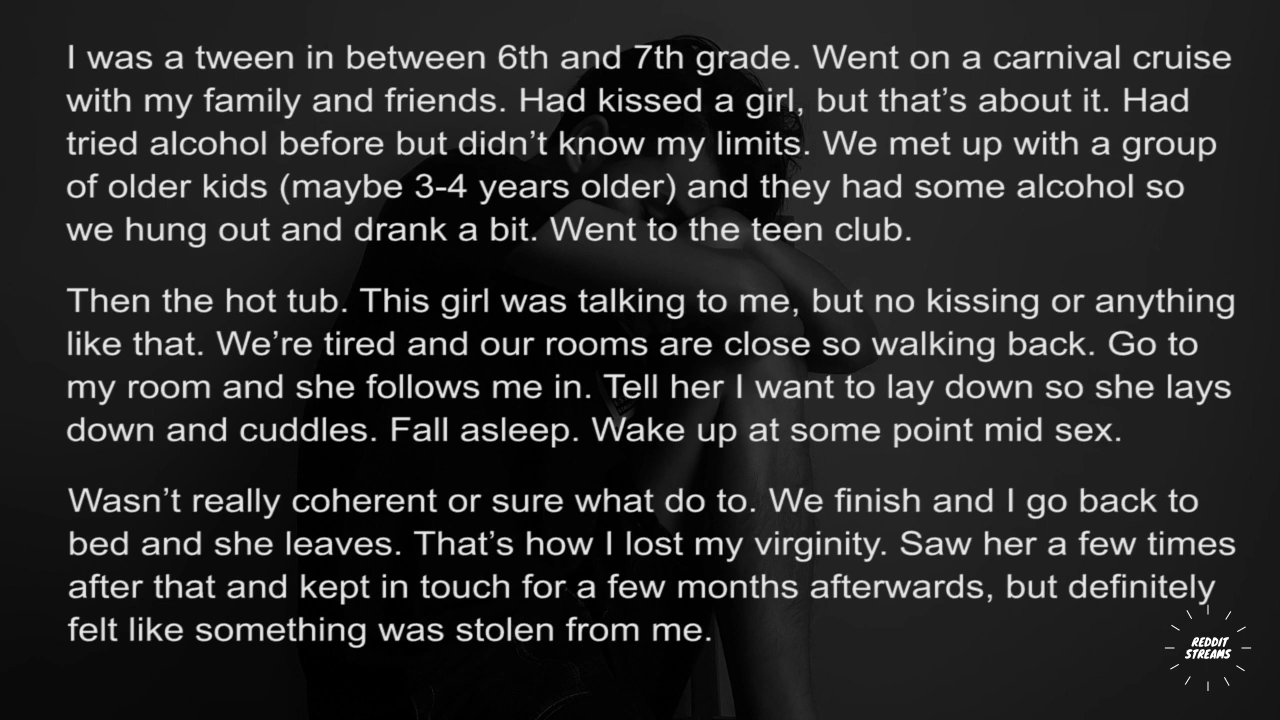 I was a tween in between 6th and 7th grade. Went on a carnival cruise
with my family and friends. Had kissed a girl, but that's about it. Had
tried alcohol before but didn't know my limits. We met up with a group
of older kids (maybe 3-4 years older) and they had some alcohol so
we hung out and drank a bit. Went to the teen club.
Then the hot tub. This girl was talking to me, but no kissing or anything
like that. We're tired and our rooms are close so walking back. Go to
my room and she follows me in. Tell her I want to lay down so she lays
down and cuddles. Fall asleep. Wake up at some point mid sex.
Wasn't really coherent or sure what do to. We finish and I go back to
bed and she leaves. That's how I lost my virginity. Saw her a few times
after that and kept in touch for a few months afterwards, but definitely
felt like something was stolen from me.
REDDIT
STREAMS